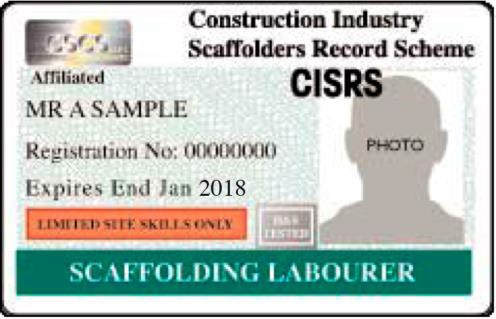 Construction Industry
Scaffolders Record Scheme
CSCS
Affiliated
CISRS
MR A SAMPLE
Registration No: 00000000
PHOTO
Expires End Jan 2018
LIMITED SITE SKILLS ONLY
H&S
TESTED
SCAFFOLDING LABOURER